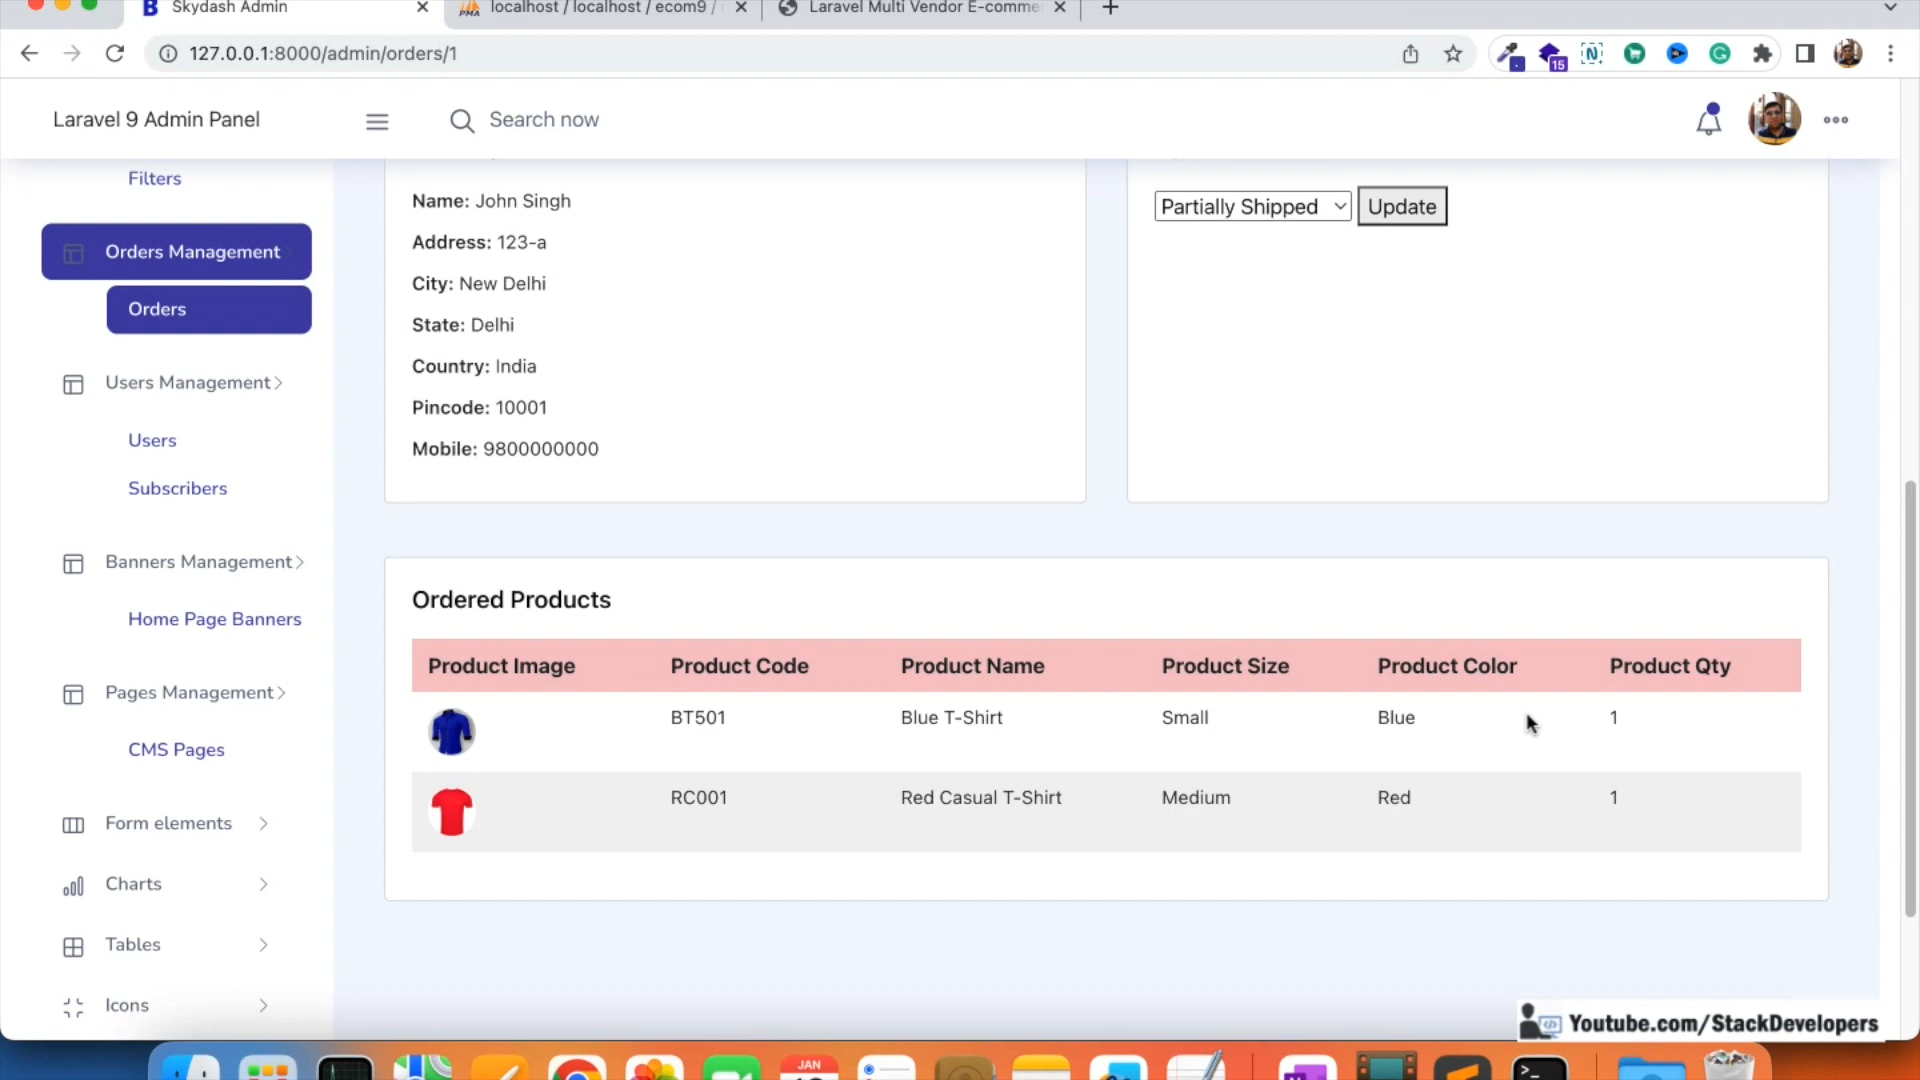 Skydash Admin
localhost / localhost / ecom9 /
Laravel Multi Vendor E-comme
127.0.0.1:8000/admin/orders/1
15
Laravel 9 Admin Panel
Search now
Filters
Orders Management
Orders
Users Management
Users
Subscribers
Banners Management
Home Page Banners
Pages Management
CMS Pages
Form elements
Charts
Tables
Icons
Name: John Singh
Address: 123-a
City: New Delhi
State: Delhi
Country: India
Pincode: 10001
Mobile: 9800000000
Partially Shipped
Update
Ordered Products
Product Image Product Code Product Name Product Size Product Color Product Qty
BT501 Blue T-Shirt Small Blue 1
RC001 Red Casual T-Shirt Medium Red 1
Youtube.com/StackDevelopers
JAN